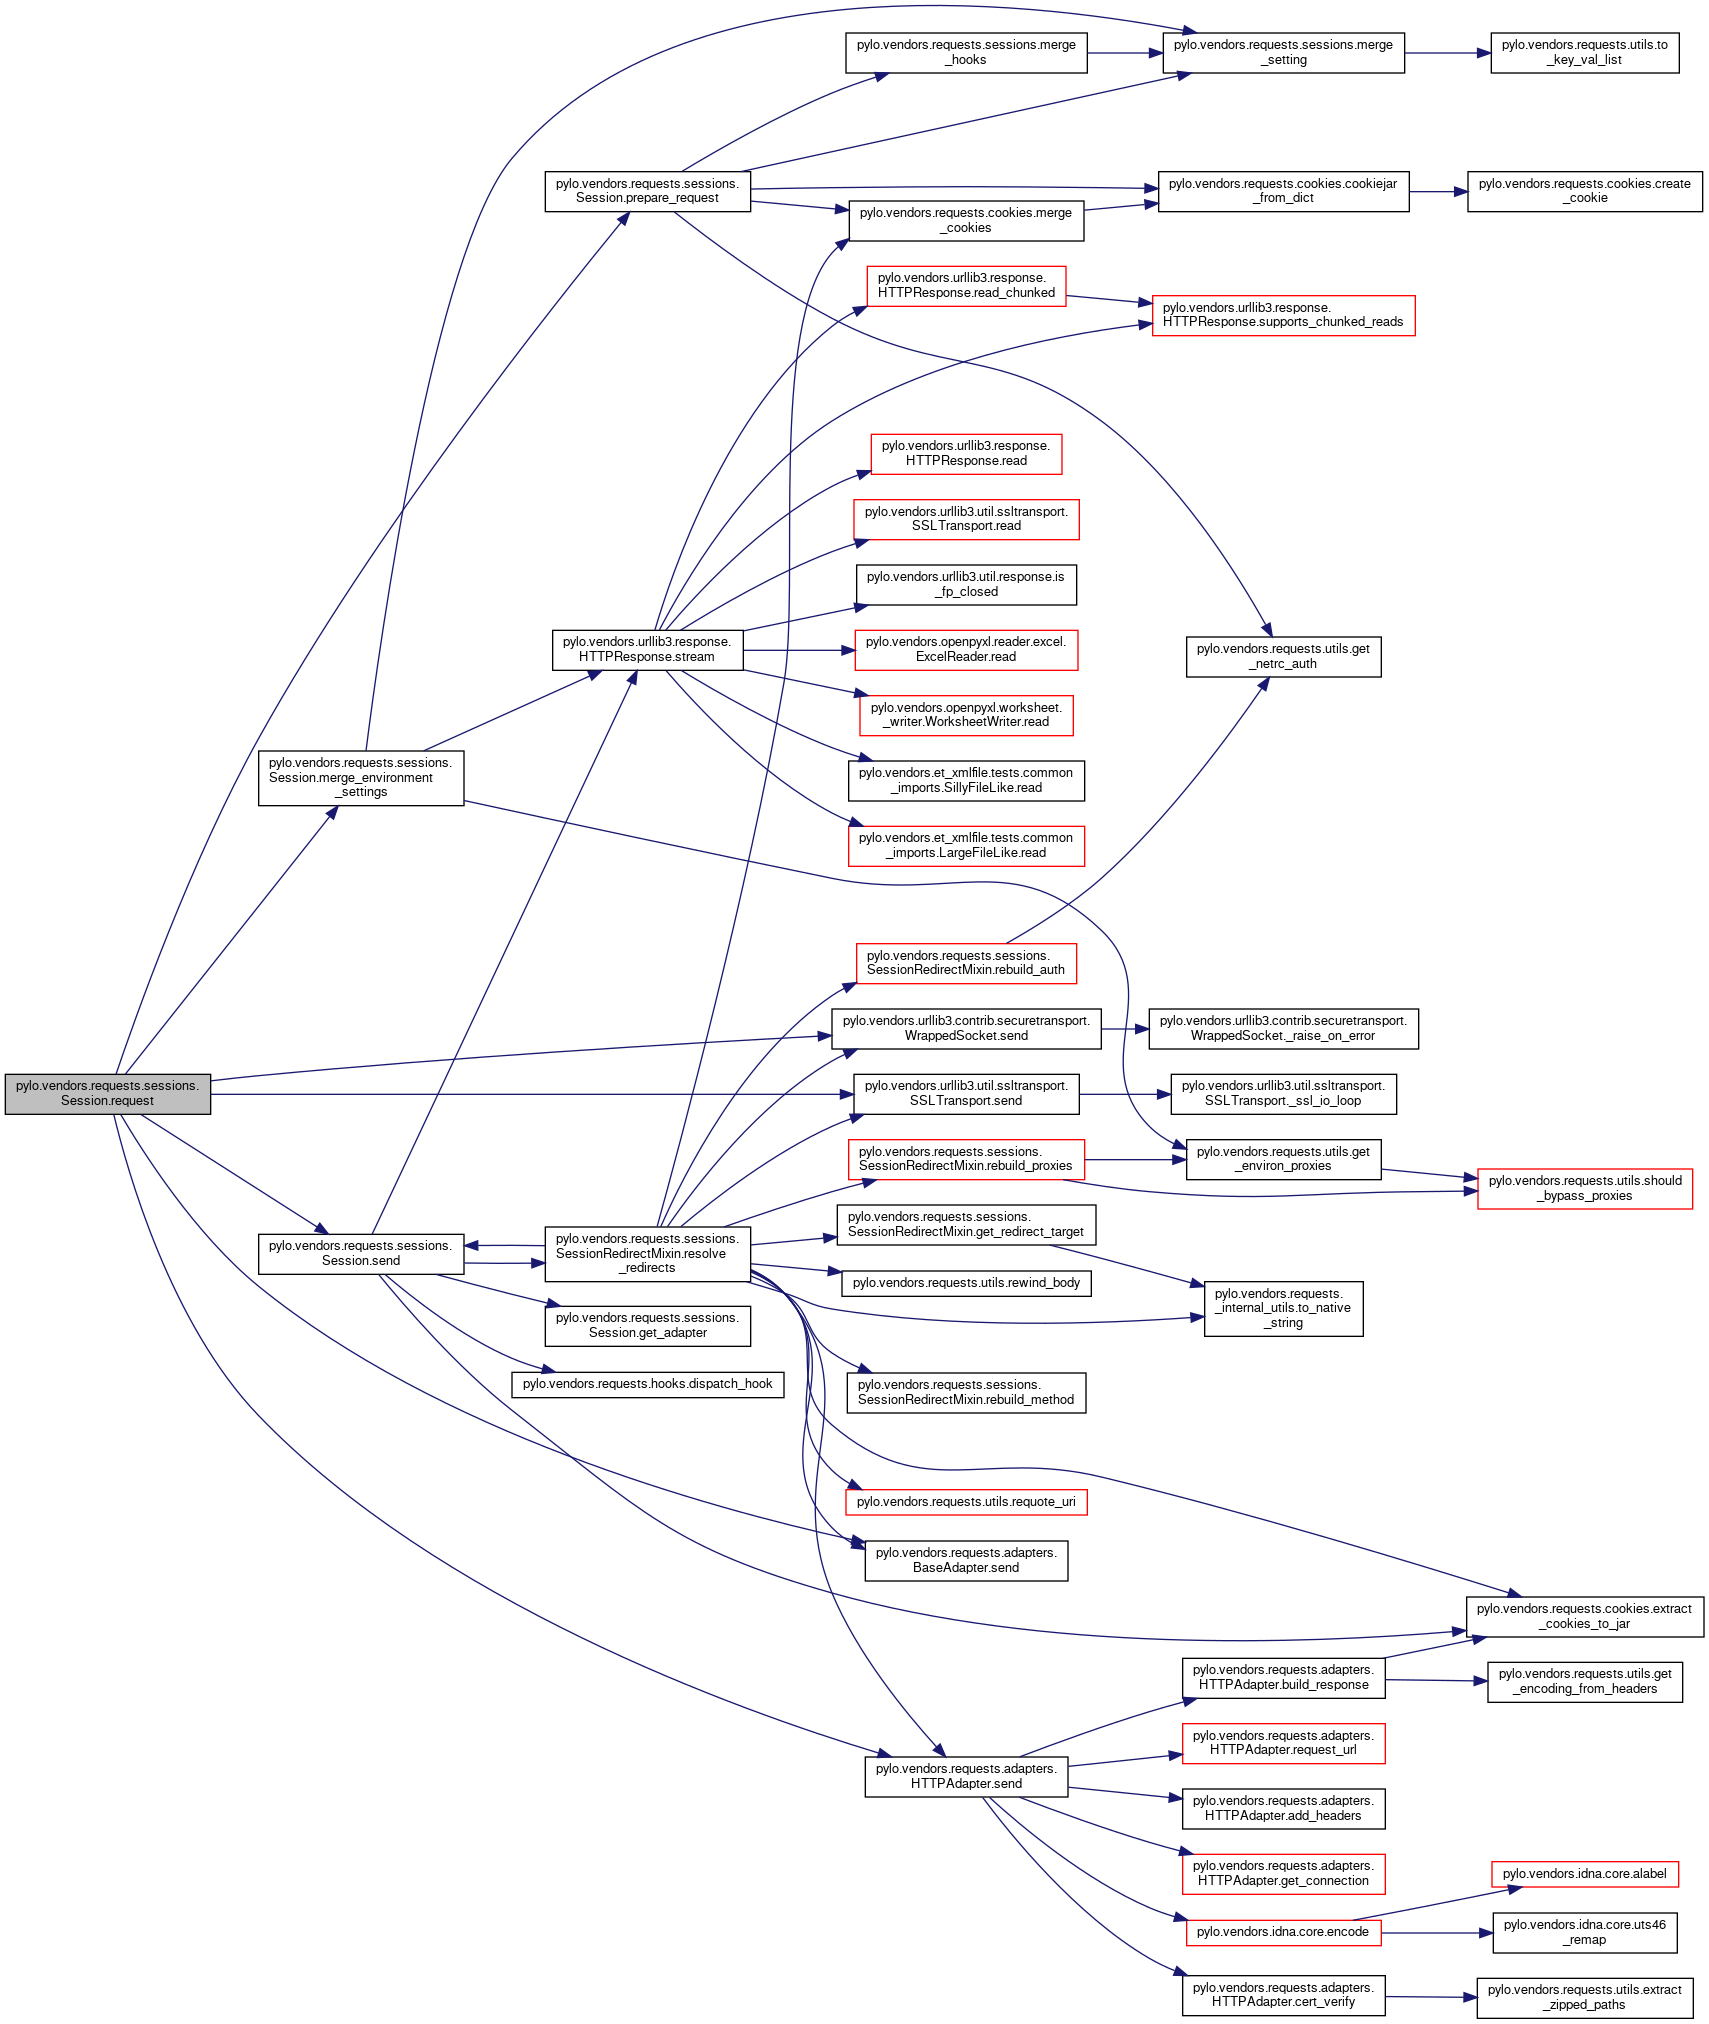 pylo.vendors.requests.sessions.merge
_hooks
pylo.vendors.requests.sessions.merge
_setting
pylo.vendors.requests.utils.to
_key_val_list
pylo.vendors.requests.sessions.
Session.prepare_request
pylo.vendors.requests.cookies.merge
_cookies
pylo.vendors.requests.cookies.cookiejar
_from_dict
pylo.vendors.requests.cookies.create
_cookie
pylo.vendors.urllib3.response.
HTTPResponse.read_chunked
pylo.vendors.urllib3.response.
HTTPResponse.supports_chunked_reads
pylo.vendors.urllib3.response.
HTTPResponse.read
pylo.vendors.urllib3.util.ssltransport.
SSLTransport.read
pylo.vendors.urllib3.util.response.is
_fp_closed
pylo.vendors.urllib3.response.
HTTPResponse.stream
pylo.vendors.openpyxl.reader.excel.
ExcelReader.read
pylo.vendors.requests.utils.get
_netrc_auth
pylo.vendors.openpyxl.worksheet.
_writer.WorksheetWriter.read
pylo.vendors.requests.sessions.
Session.merge_environment
_settings
pylo.vendors.et_xmlfile.tests.common
_imports.SillyFileLike.read
pylo.vendors.et_xmlfile.tests.common
_imports.LargeFileLike.read
pylo.vendors.requests.sessions.
SessionRedirectMixin.rebuild_auth
pylo.vendors.urllib3.contrib.securetransport.
WrappedSocket.send
pylo.vendors.urllib3.contrib.securetransport.
WrappedSocket._raise_on_error
pylo.vendors.requests.sessions.
Session.request
pylo.vendors.urllib3.util.ssltransport.
SSLTransport.send
pylo.vendors.urllib3.util.ssltransport.
SSLTransport._ssl_io_loop
pylo.vendors.requests.sessions.
SessionRedirectMixin.rebuild_proxies
pylo.vendors.requests.utils.get
_environ_proxies
pylo.vendors.requests.utils.should
_bypass_proxies
pylo.vendors.requests.sessions.
Session.send
pylo.vendors.requests.sessions.
SessionRedirectMixin.resolve
_redirects
pylo.vendors.requests.sessions.
SessionRedirectMixin.get_redirect_target
pylo.vendors.requests.utils.rewind_body
pylo.vendors.requests.
_internal_utils.to_native
_string
pylo.vendors.requests.sessions.
Session.get_adapter
pylo.vendors.requests.hooks.dispatch_hook
pylo.vendors.requests.sessions.
SessionRedirectMixin.rebuild_method
pylo.vendors.requests.utils.requote_uri
pylo.vendors.requests.adapters.
BaseAdapter.send
pylo.vendors.requests.cookies.extract
_cookies_to_jar
pylo.vendors.requests.adapters.
HTTPAdapter.build_response
pylo.vendors.requests.utils.get
_encoding_from_headers
pylo.vendors.requests.adapters.
HTTPAdapter.request_url
pylo.vendors.requests.adapters.
HTTPAdapter.send
pylo.vendors.requests.adapters.
HTTPAdapter.add_headers
pylo.vendors.requests.adapters.
HTTPAdapter.get_connection
pylo.vendors.idna.core.alabel
pylo.vendors.idna.core.encode
pylo.vendors.idna.core.uts46
_remap
pylo.vendors.requests.adapters.
HTTPAdapter.cert_verify
pylo.vendors.requests.utils.extract
_zipped_paths